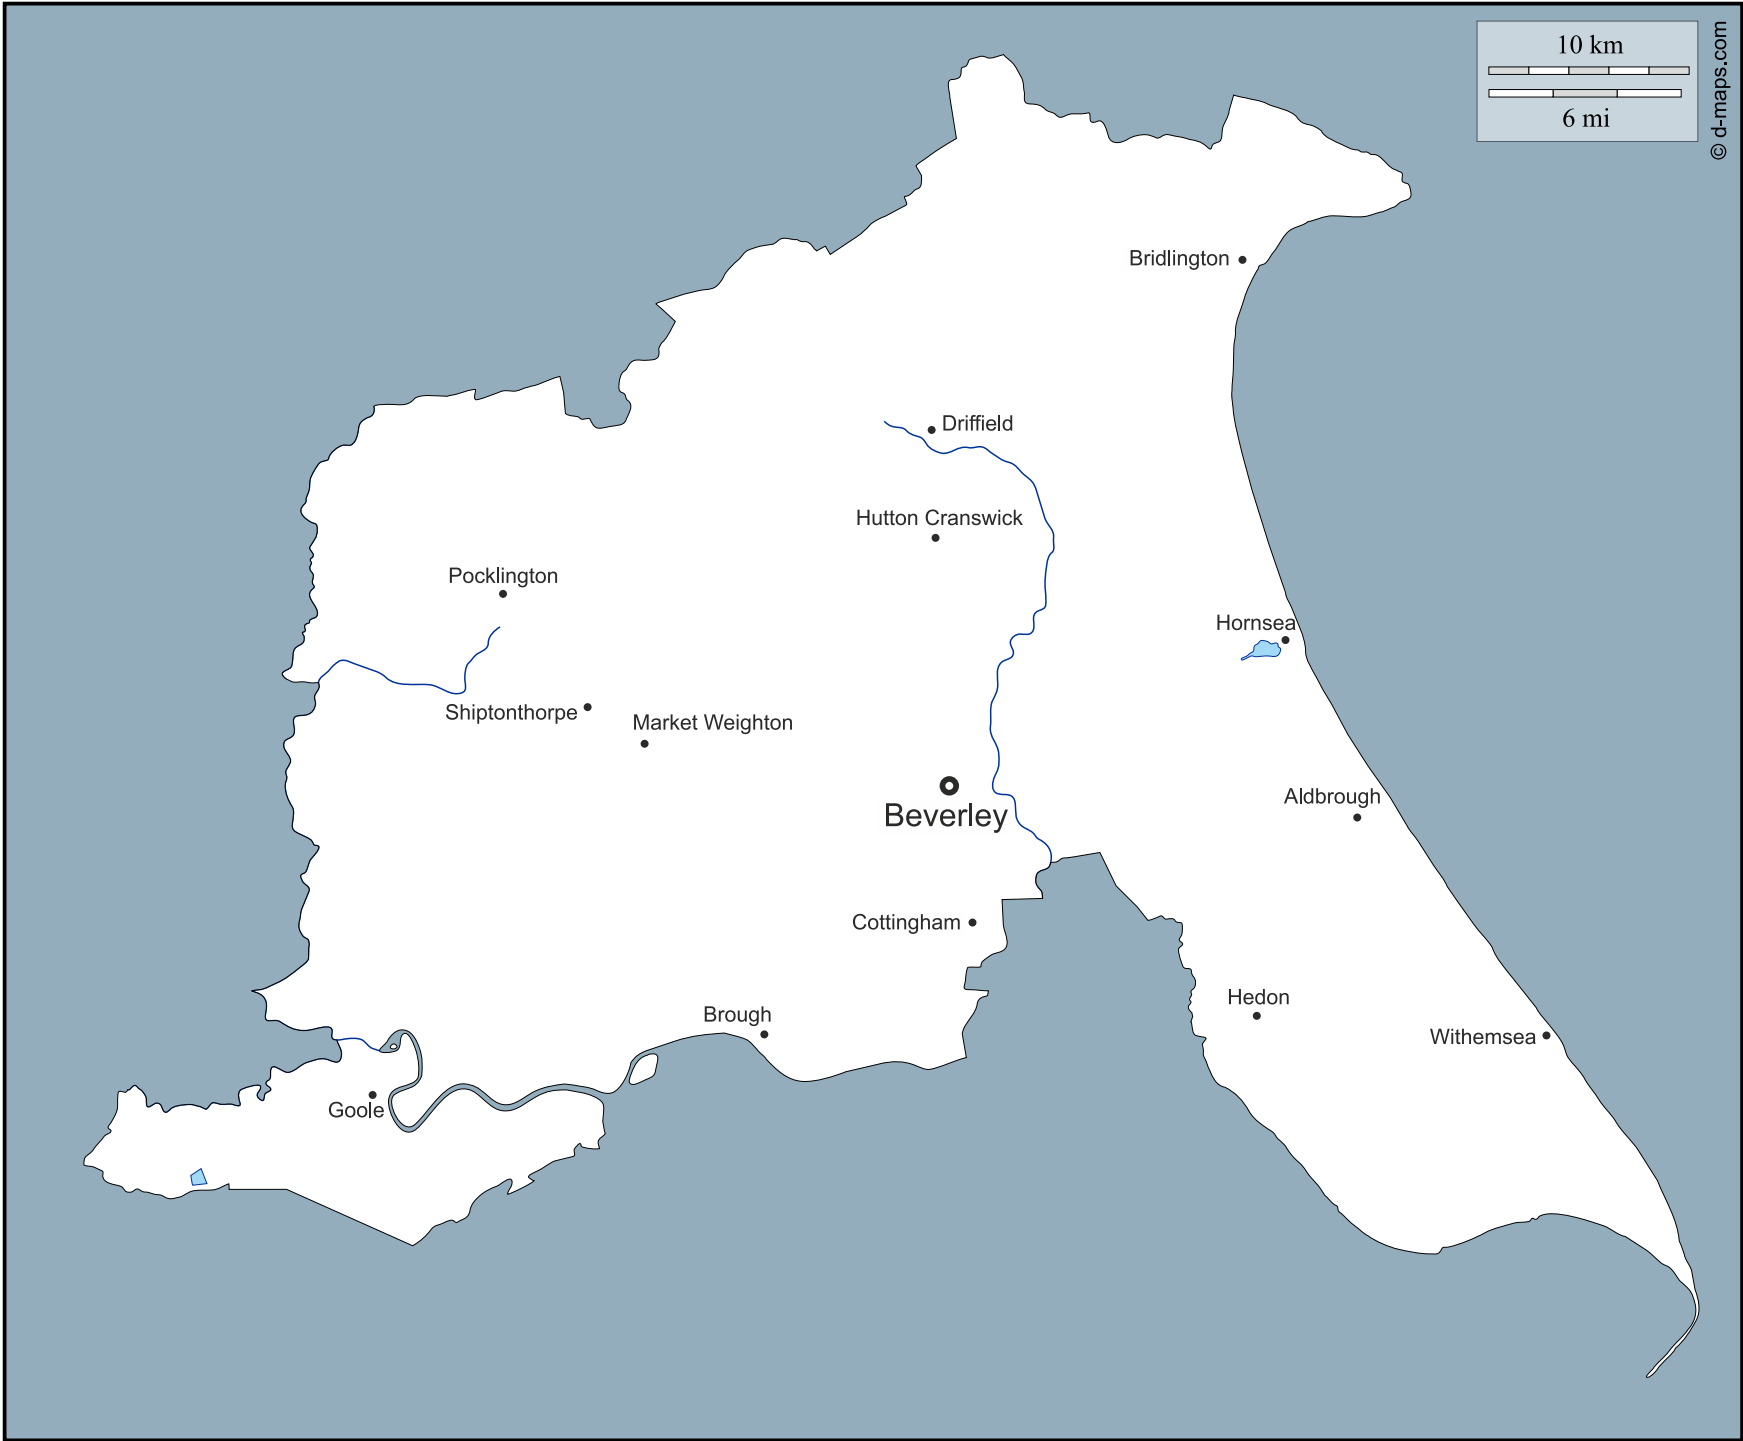 10 km
6 mi
© d-maps.com
Bridlington
Driffield
Hutton Cranswick
Pocklington
Hornsea
Shiptonthorpe
Market Weighton
Aldbrough
Beverley
Cottingham
Hedon
Brough
Withemsea
Goole